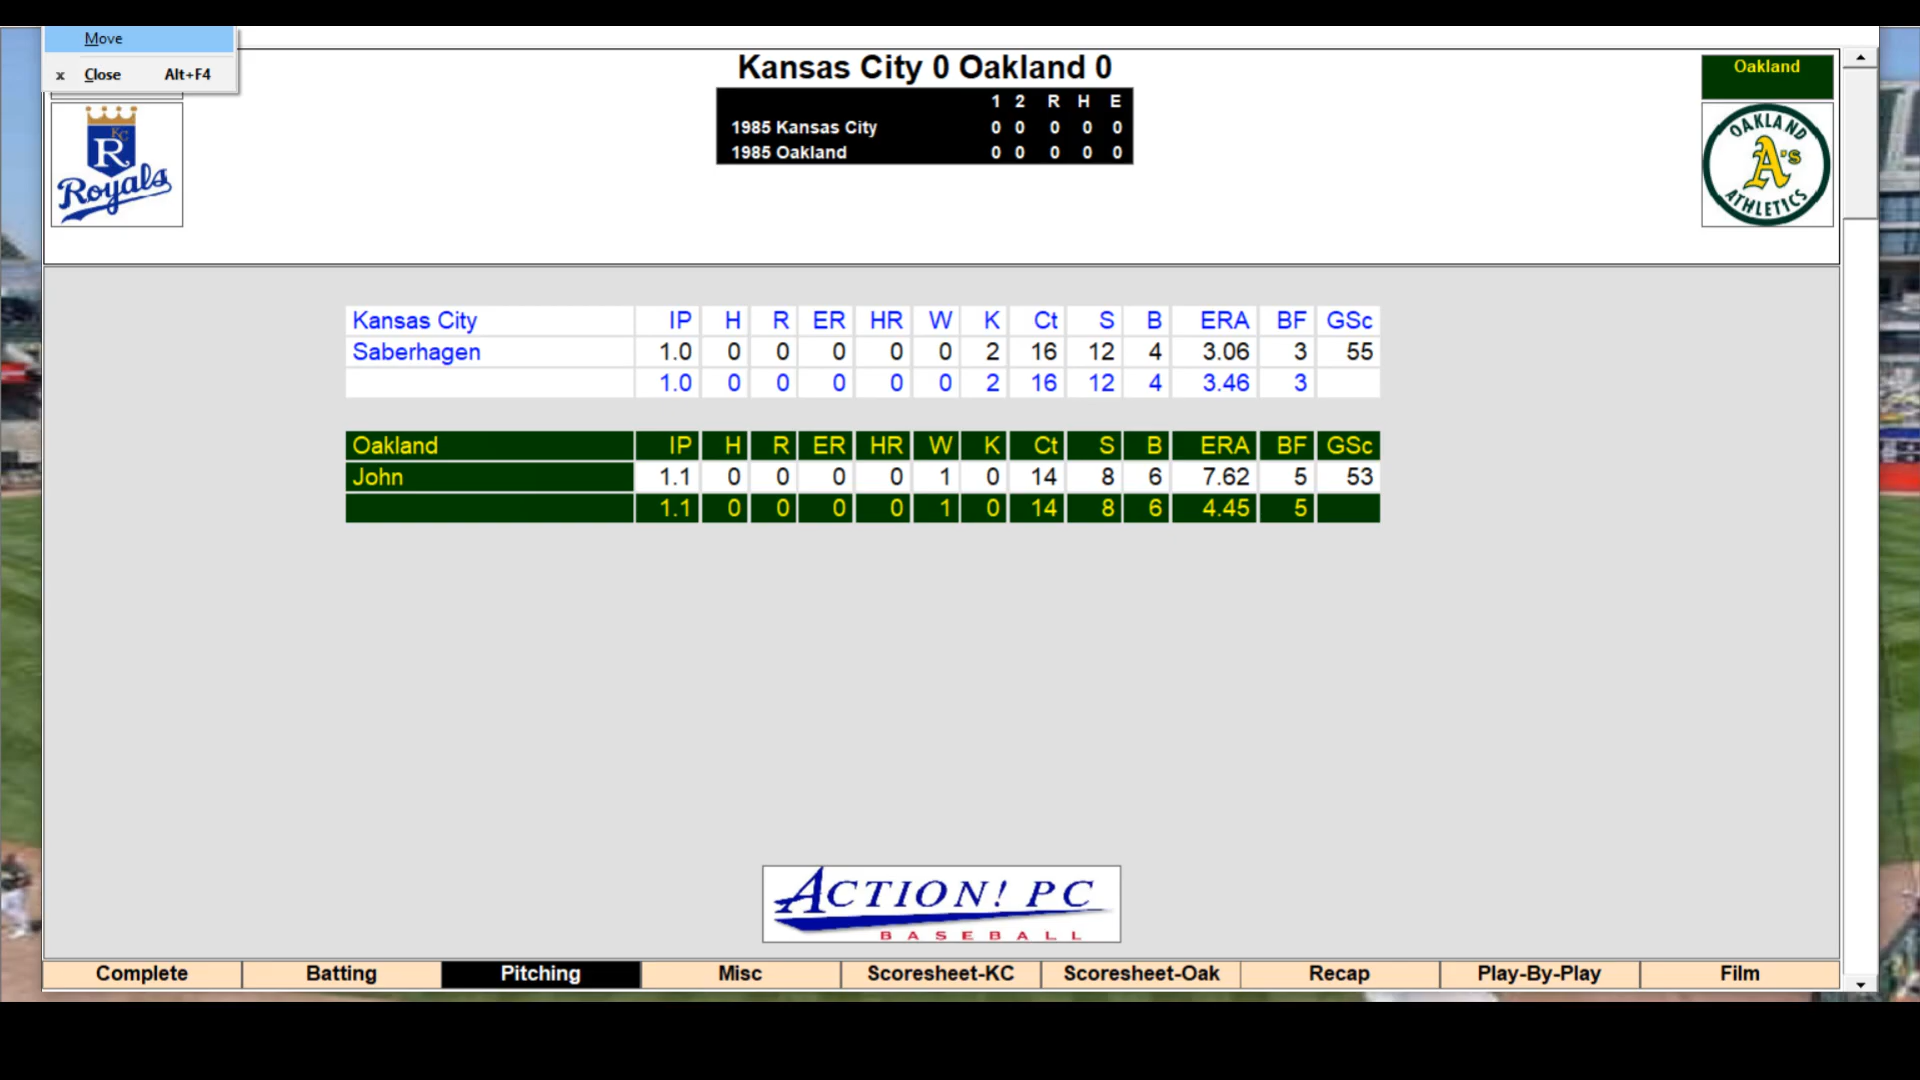 Move
x Close Alt+F4
Kansas City 0 Oakland 0
1 2 R H E
1985 Kansas City 0 0 0 0 0
1985 Oakland 0 0 0 0 0
KC
R
Royals
Oakland
OAKLAND
A's
ATHLETICS
Kansas City IP H R ER HR W K Ct S B ERA BF GSc
Saberhagen 1.0 0 0 0 0 0 2 16 12 4 3.06 3 55
1.0 0 0 0 0 0 2 16 12 4 3.46 3
Oakland IP H R ER HR W K Ct S B ERA BF GSc
John 1.1 0 0 0 0 1 0 14 8 6 7.62 5 53
1.1 0 0 0 0 1 0 14 8 6 4.45 5
ACTION! PC
BASEBALL
Complete Batting Pitching Misc Scoresheet-KC Scoresheet-Oak Recap Play-By-Play Film